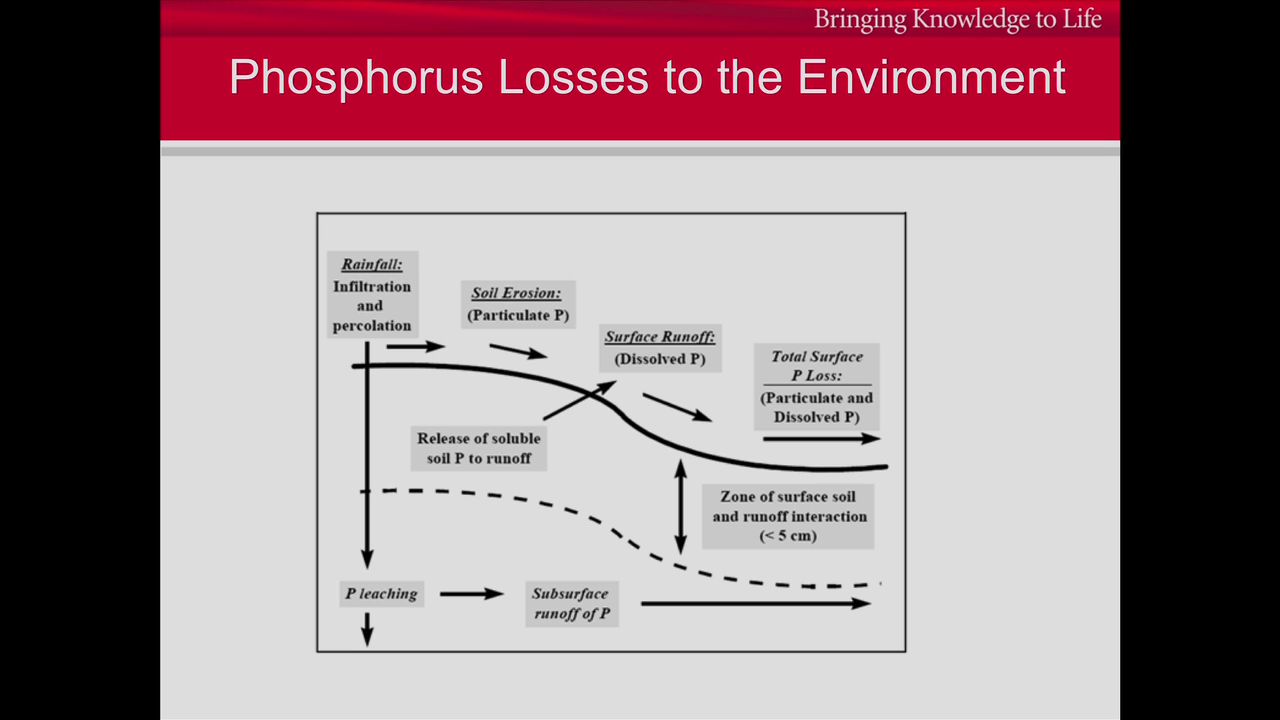 Bringing Knowledge to Life
Phosphorus Losses to the Environment
Rainfall:
Infiltration
and
percolation
Soil Erosion:
(Particulate P)
Surface Runoff:
(Dissolved P)
Total Surface
P Loss:
(Particulate and
Dissolved P)
Release of soluble
soil P to runoff
Zone of surface soil
and runoff interaction
(< 5 cm)
P leaching
Subsurface
runoff of P